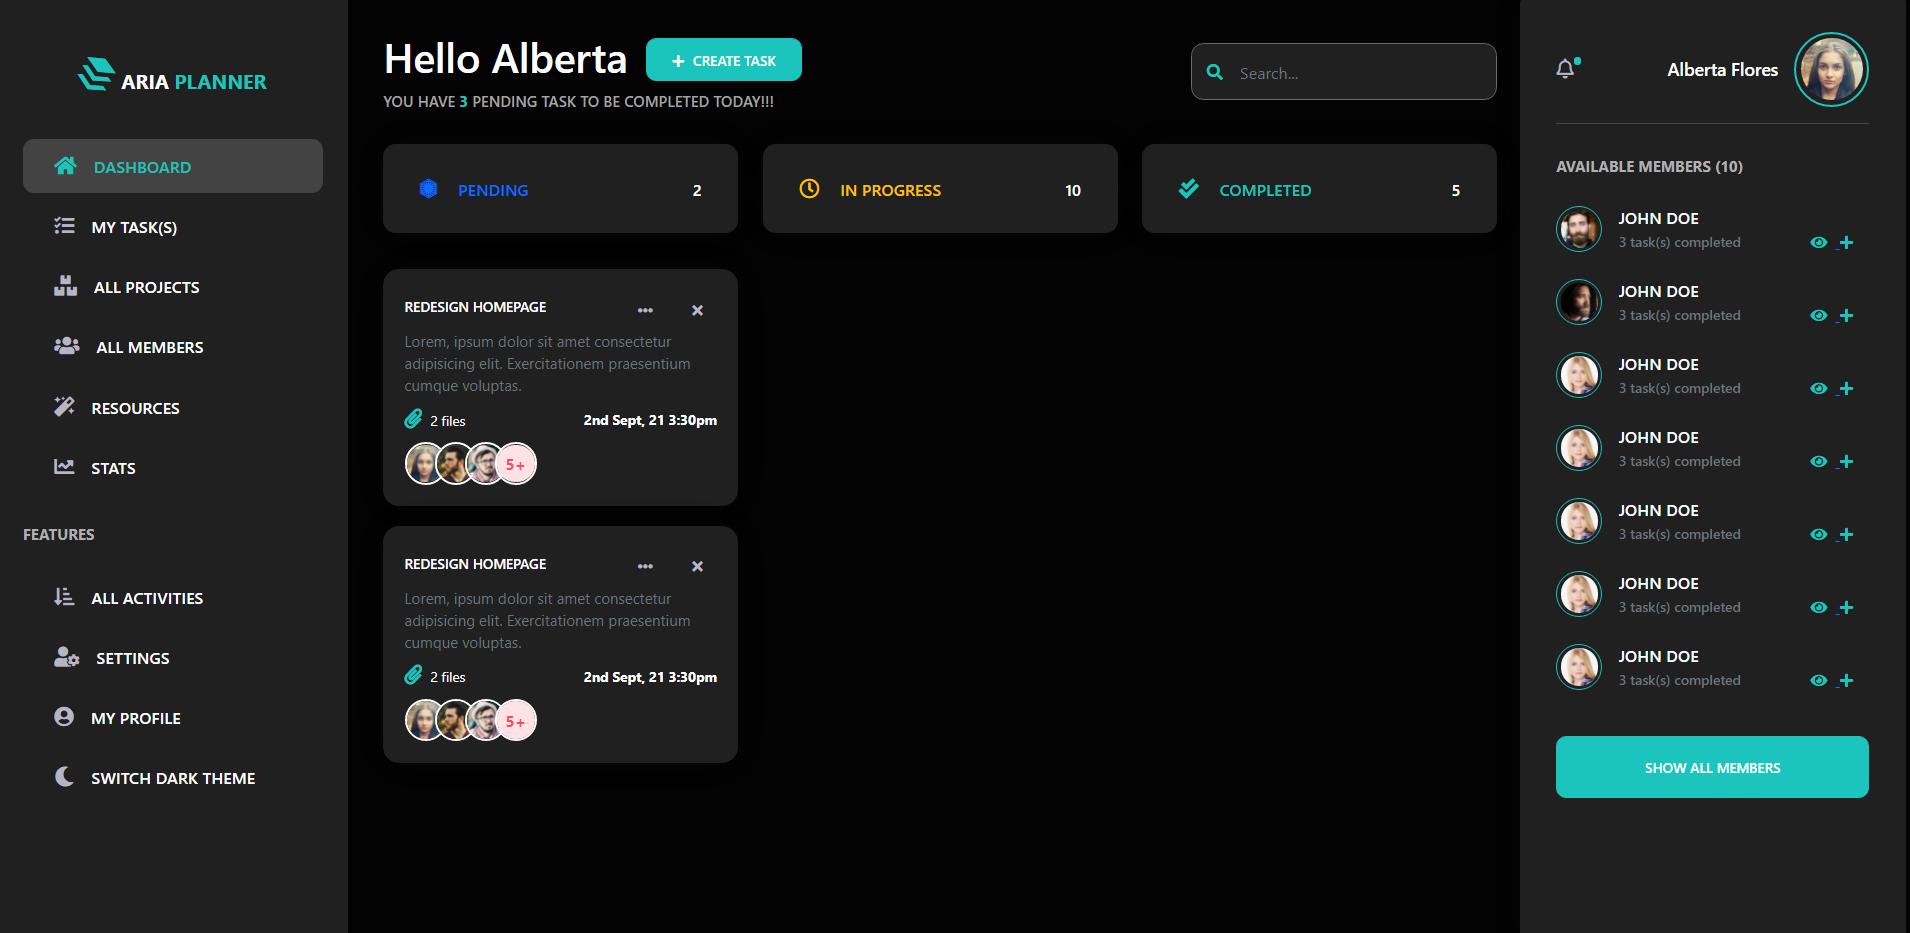 ARIA PLANNER
DASHBOARD
MY TASK(S)
ALL PROJECTS
ALL MEMBERS
RESOURCES
STATS
FEATURES
ALL ACTIVITIES
SETTINGS
MY PROFILE
SWITCH DARK THEME
Hello Alberta
+ CREATE TASK
YOU HAVE 3 PENDING TASK TO BE COMPLETED TODAY!!!
Search...
PENDING 2
IN PROGRESS 10
COMPLETED 5
REDESIGN HOMEPAGE
Lorem, ipsum dolor sit amet consectetur
adipisicing elit. Exercitationem praesentium
cumque voluptas.
2 files 2nd Sept, 21 3:30pm
5+
REDESIGN HOMEPAGE
Lorem, ipsum dolor sit amet consectetur
adipisicing elit. Exercitationem praesentium
cumque voluptas.
2 files 2nd Sept, 21 3:30pm
5+
Alberta Flores
AVAILABLE MEMBERS (10)
JOHN DOE
3 task(s) completed
JOHN DOE
3 task(s) completed
JOHN DOE
3 task(s) completed
JOHN DOE
3 task(s) completed
JOHN DOE
3 task(s) completed
JOHN DOE
3 task(s) completed
JOHN DOE
3 task(s) completed
SHOW ALL MEMBERS